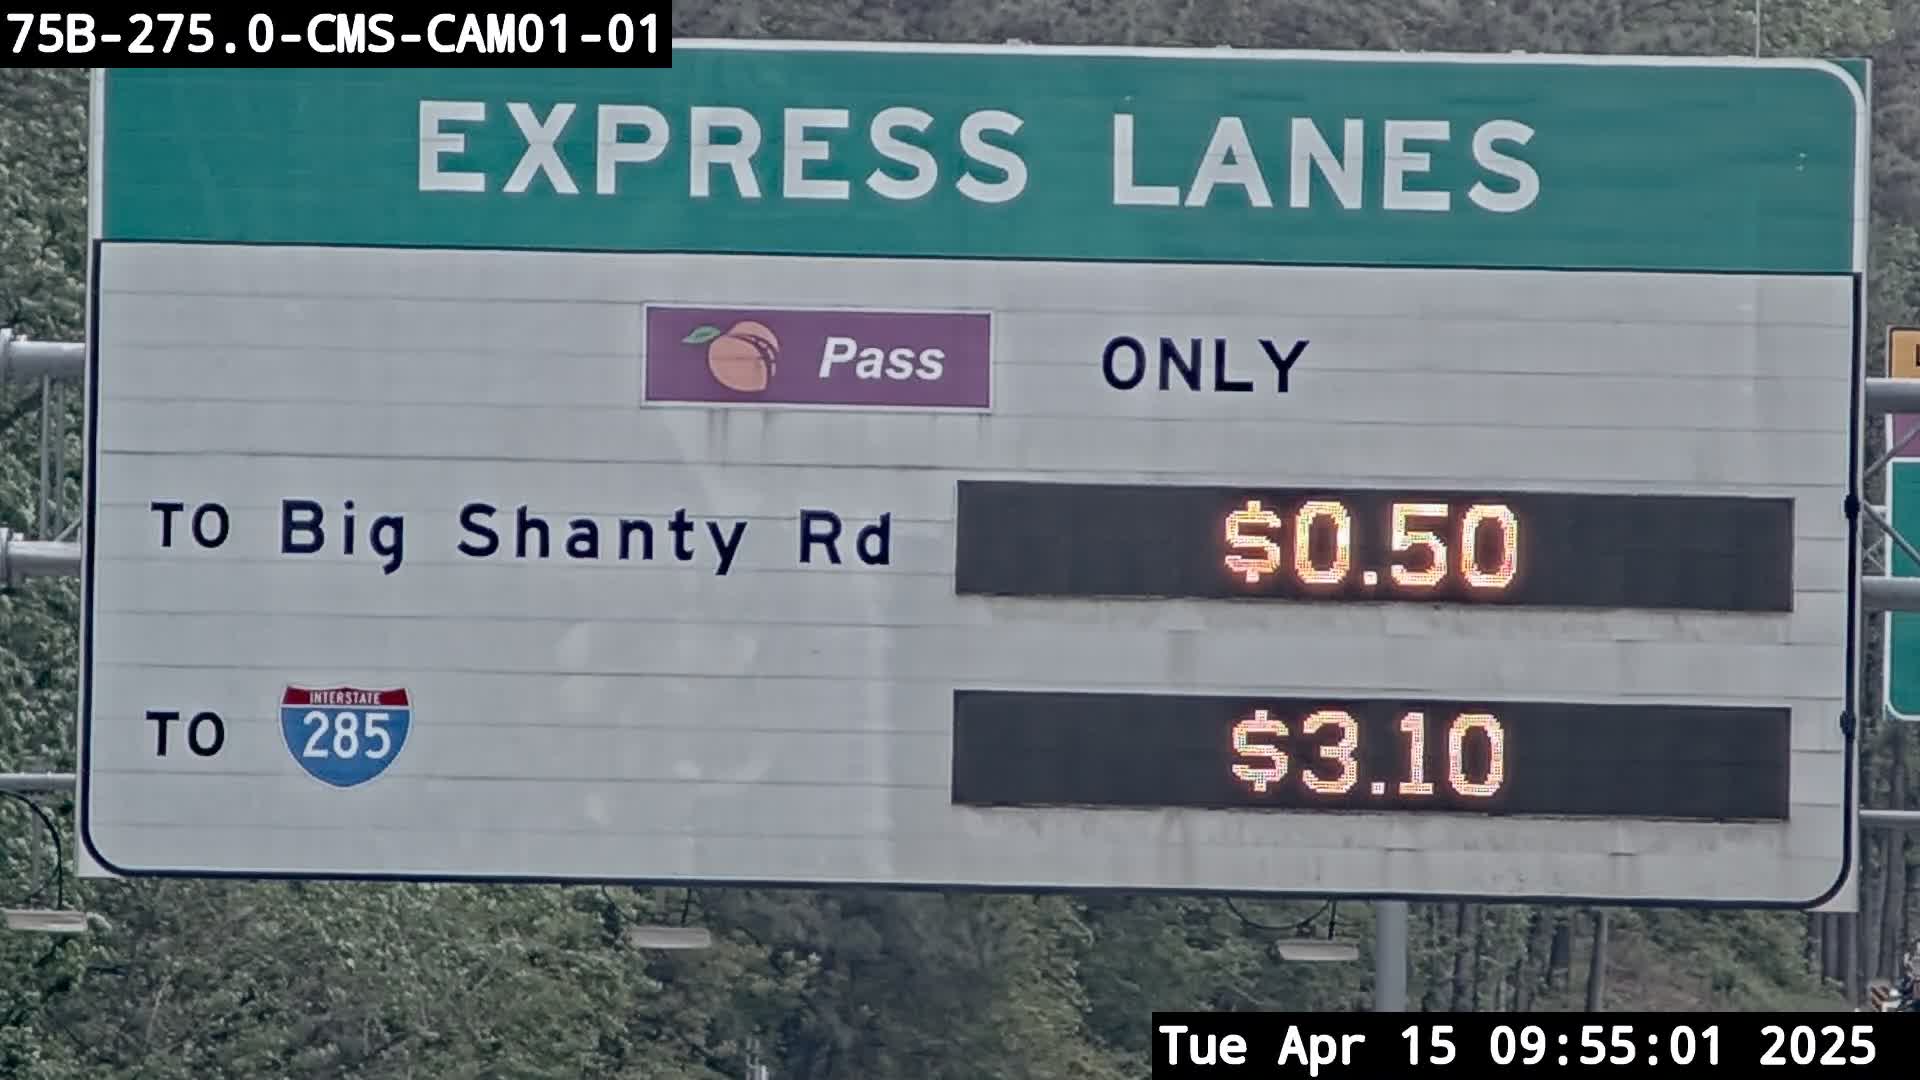 75B-275.0-CMS-CAM01-01
EXPRESS LANES
Pass ONLY
TO Big Shanty Rd $0.50
TO INTERSTATE 285 $3.10
Tue Apr 15 09:55:01 2025